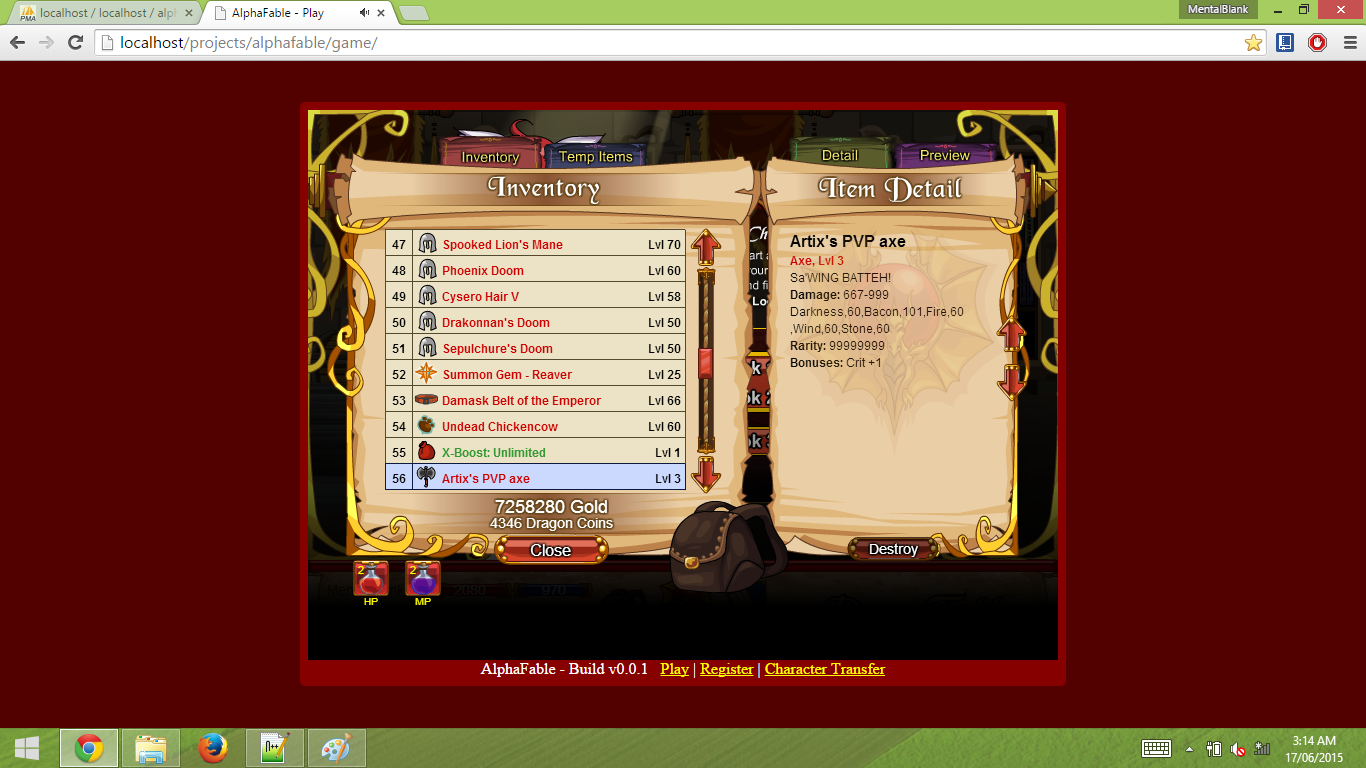 localhost / localhost / alph
AlphaFable - Play
MentalBlank
localhost/projects/alphafable/game/
Inventory
Temp Items
Detail
Preview
Inventory
Item Detail
47 Spooked Lion's Mane Lvl 70
48 Phoenix Doom Lvl 60
49 Cysero Hair V Lvl 58
50 Drakonnan's Doom Lvl 50
51 Sepulchure's Doom Lvl 50
52 Summon Gem - Reaver Lvl 25
53 Damask Belt of the Emperor Lvl 66
54 Undead Chickencow Lvl 60
55 X-Boost: Unlimited Lvl 1
56 Artix's PVP axe Lvl 3
7258280 Gold
4346 Dragon Coins
Close
Artix's PVP axe
Axe, Lvl 3
Sa'WING BATTEH!
Damage: 667-999
Darkness,60,Bacon,101,Fire,60
,Wind,60,Stone,60
Rarity: 99999999
Bonuses: Crit +1
Destroy
2
HP
2
MP
2090
970
AlphaFable - Build v0.0.1 Play | Register | Character Transfer
3:14 AM
17/06/2015